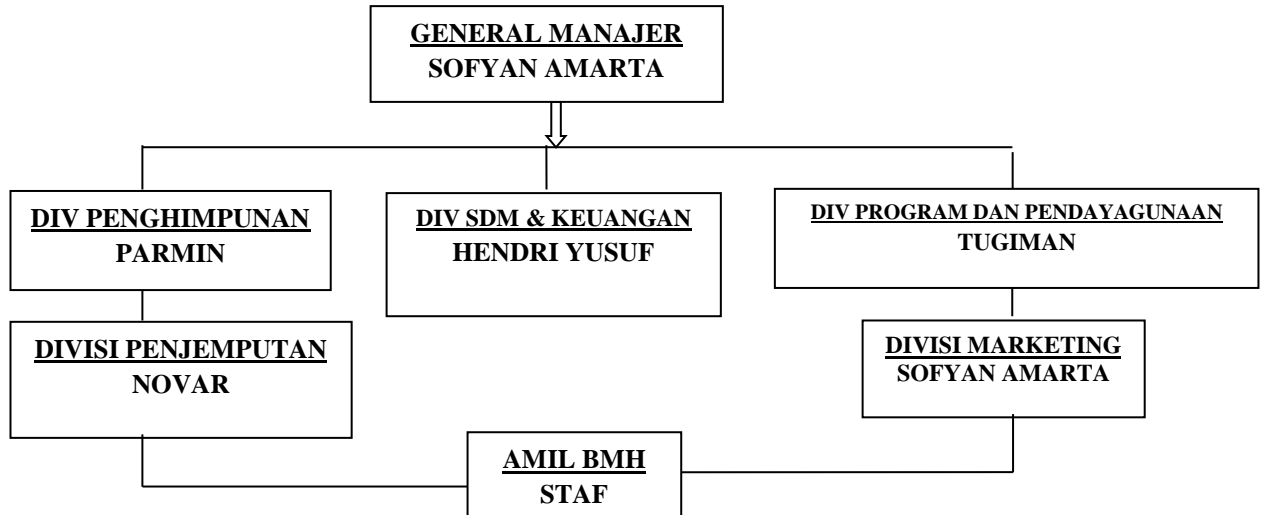 GENERAL MANAJER
SOFYAN AMARTA
DIV PENGHIMPUNAN
PARMIN
DIV SDM & KEUANGAN
HENDRI YUSUF
DIV PROGRAM DAN PENDAYAGUNAAN
TUGIMAN
DIVISI PENJEMPUTAN
NOVAR
DIVISI MARKETING
SOFYAN AMARTA
AMIL BMH
STAF